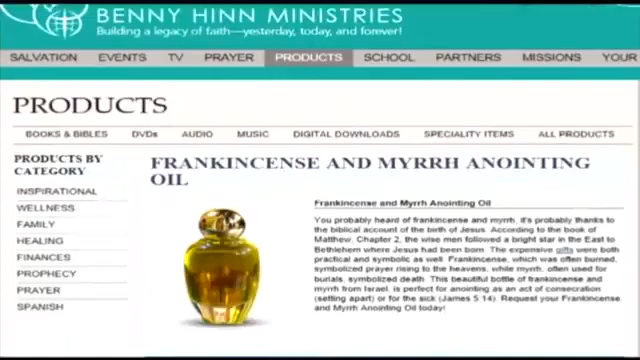 BENNY HINN MINISTRIES
Building a legacy of faith—yesterday, today, and forever!
SALVATION EVENTS TV PRAYER PRODUCTS SCHOOL PARTNERS MISSIONS YOUR
PRODUCTS
BOOKS & BIBLES DVDs AUDIO MUSIC DIGITAL DOWNLOADS SPECIALITY ITEMS ALL PRODUCTS
PRODUCTS BY
CATEGORY
INSPIRATIONAL
WELLNESS
FAMILY
HEALING
FINANCES
PROPHECY
PRAYER
SPANISH
FRANKINCENSE AND MYRRH ANOINTING
OIL
Frankincense and Myrrh Anointing Oil
You probably heard of frankincense and myrrh, it's probably thanks to
the biblical account of the birth of Jesus. According to the book of
Matthew, Chapter 2, the wise men followed a bright star in the East to
Bethlehem where Jesus had been born. The expensive gifts were both
practical and symbolic as well. Frankincense, which was often burned,
symbolized prayer rising to the heavens, while myrrh, often used for
burials, symbolized death. This beautiful bottle of frankincense and
myrrh from Israel, is perfect for anointing as an act of consecration
(setting apart) or for the sick (James 5 14). Request your Frankincense
and Myrrh Anointing Oil today!